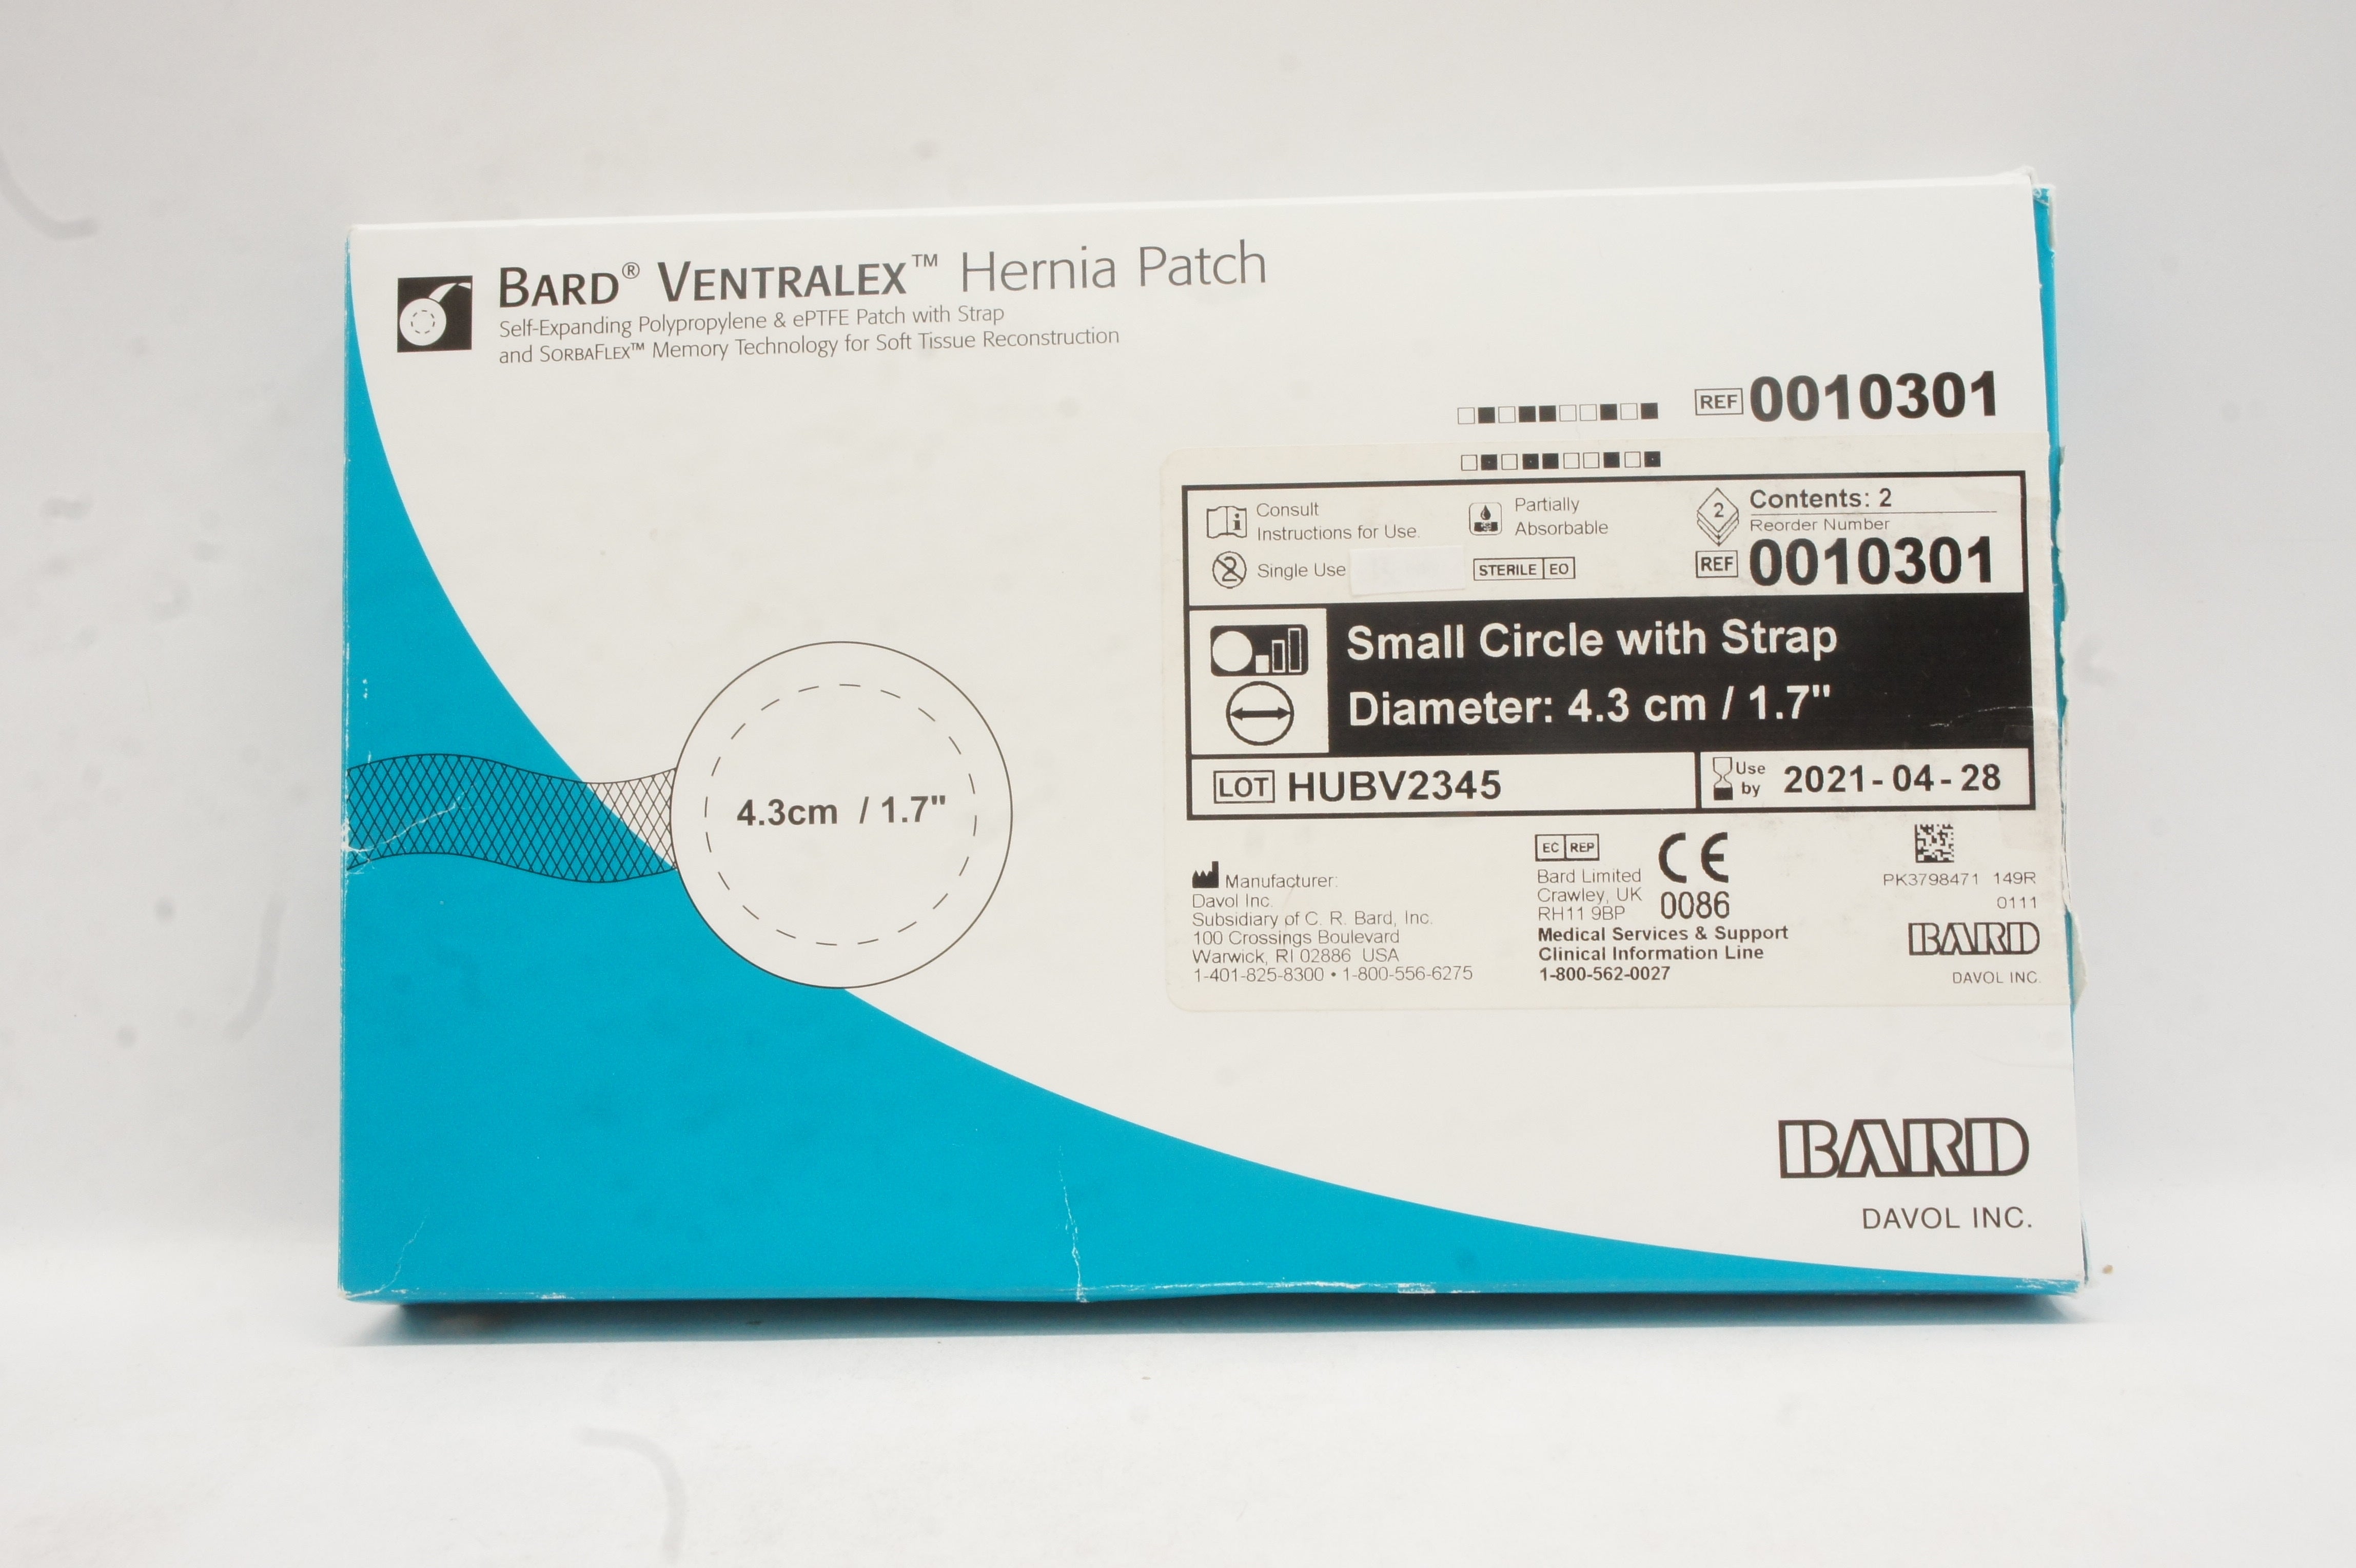 BARD® VENTRALEX™ Hernia Patch
Self-Expanding Polypropylene & ePTFE Patch with Strap
and SORBAFLEX™ Memory Technology for Soft Tissue Reconstruction
REF 0010301
Consult
Instructions for Use.
Partially
Absorbable
2
Contents: 2
Reorder Number
REF 0010301
2
Single Use
STERILE EO
Small Circle with Strap
Diameter: 4.3 cm / 1.7"
4.3cm / 1.7"
LOT HUBV2345
Use
by
2021-04-28
Manufacturer:
Davol Inc.
Subsidiary of C. R. Bard, Inc.
100 Crossings Boulevard
Warwick, RI 02886 USA
1-401-825-8300 • 1-800-556-6275
EC REP
Bard Limited
Crawley, UK
RH11 9BP
CE
0086
Medical Services & Support
Clinical Information Line
1-800-562-0027
PK3798471 149R
0111
BARD
DAVOL INC.
BARD
DAVOL INC.